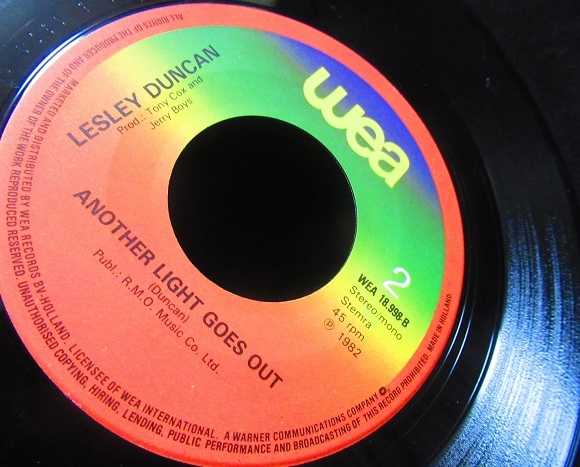 LESLEY DUNCAN
Prod.: Tony Cox and
Jerry Boys
wea
ANOTHER LIGHT GOES OUT
(Duncan)
Publ.: R.M.O. Music Co. Ltd.
2
WEA 18.998-B
Stereo/mono
Stemra
45 rpm
℗ 1982
ALL RIGHTS OF THE PRODUCER AND OF THE OWNER OF THE WORK REPRODUCED RESERVED. UNAUTHORISED COPYING, HIRING, LENDING, PUBLIC PERFORMANCE AND BROADCASTING OF THIS RECORD PROHIBITED. MADE IN HOLLAND.
MARKETED AND DISTRIBUTED BY WEA RECORDS BV-HOLLAND. LICENSEE OF WEA INTERNATIONAL. A WARNER COMMUNICATIONS COMPANY